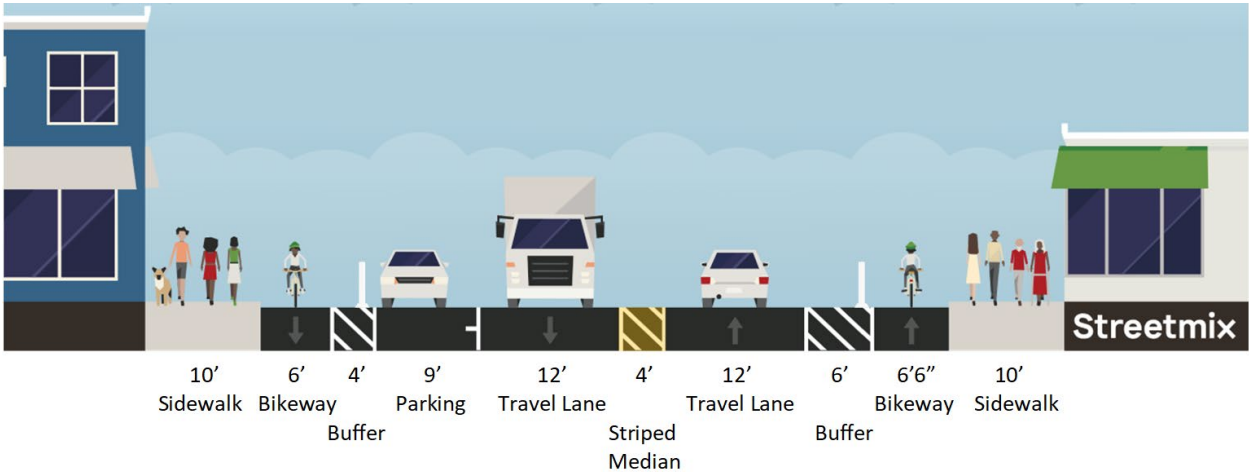 Streetmix
10’ 6’ 4’ 9’ 12’ 4’ 12’ 6’ 6’6” 10’
Sidewalk Bikeway Parking Travel Lane Travel Lane Bikeway Sidewalk
Buffer Striped Buffer
Median